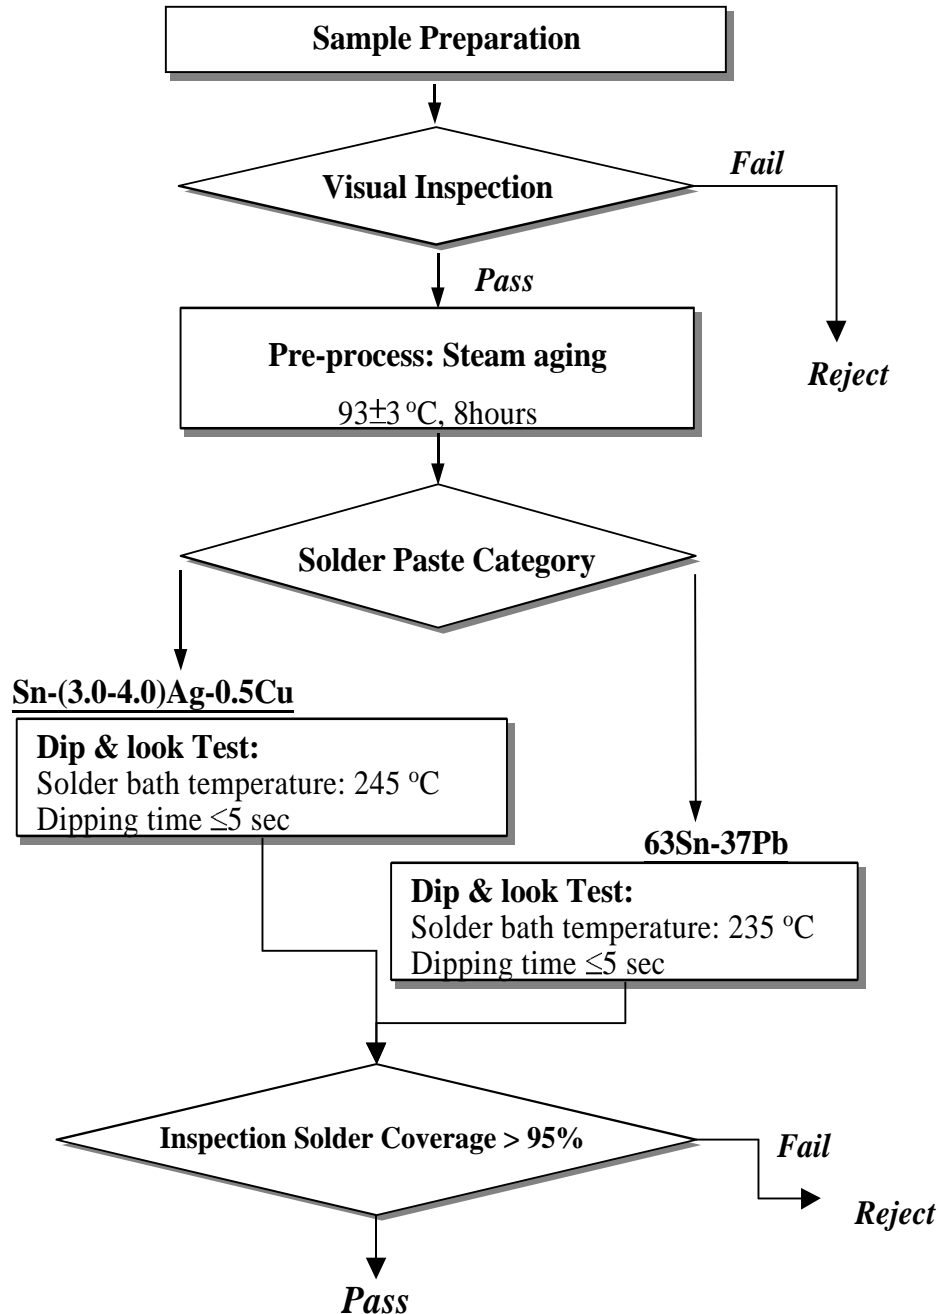 Sample Preparation
Visual Inspection
Fail
Pass
Reject
Pre-process: Steam aging
93±3 ºC, 8hours
Solder Paste Category
Sn-(3.0-4.0)Ag-0.5Cu
Dip & look Test:
Solder bath temperature: 245 ºC
Dipping time ≤5 sec
63Sn-37Pb
Dip & look Test:
Solder bath temperature: 235 ºC
Dipping time ≤5 sec
Inspection Solder Coverage > 95%
Fail
Reject
Pass